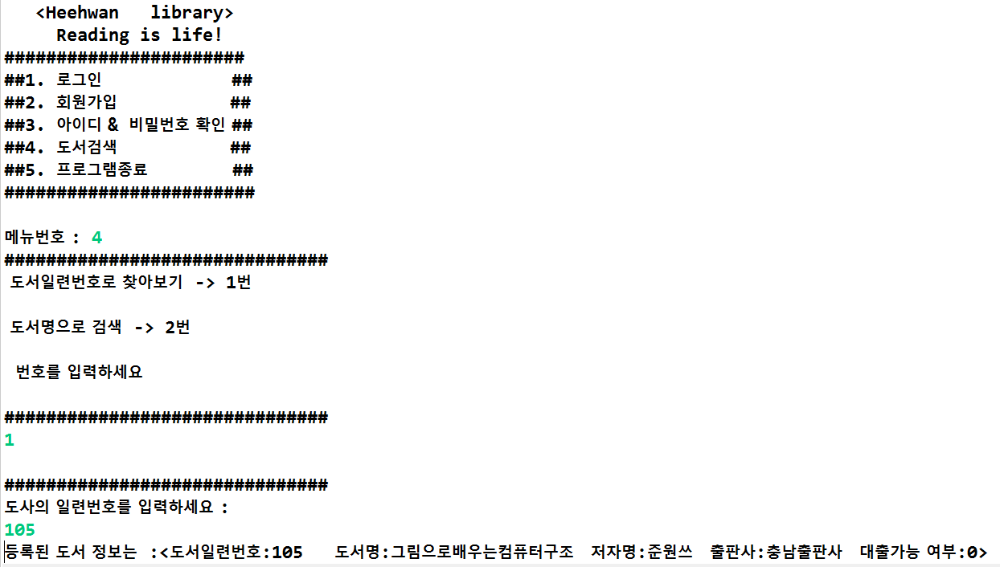 <Heehwan   library>
Reading is life!
#######################
##1. 로그인 ##
##2. 회원가입 ##
##3. 아이디 & 비밀번호 확인 ##
##4. 도서검색 ##
##5. 프로그램종료 ##
########################
메뉴번호 : 4
###############################
도서일련번호로 찾아보기 -> 1번
도서명으로 검색 -> 2번
번호를 입력하세요
###############################
1
###############################
도사의 일련번호를 입력하세요 :
105
등록된 도서 정보는 :<도서일련번호:105 도서명:그림으로배우는컴퓨터구조 저자명:준원쓰 출판사:충남출판사 대출가능 여부:0>